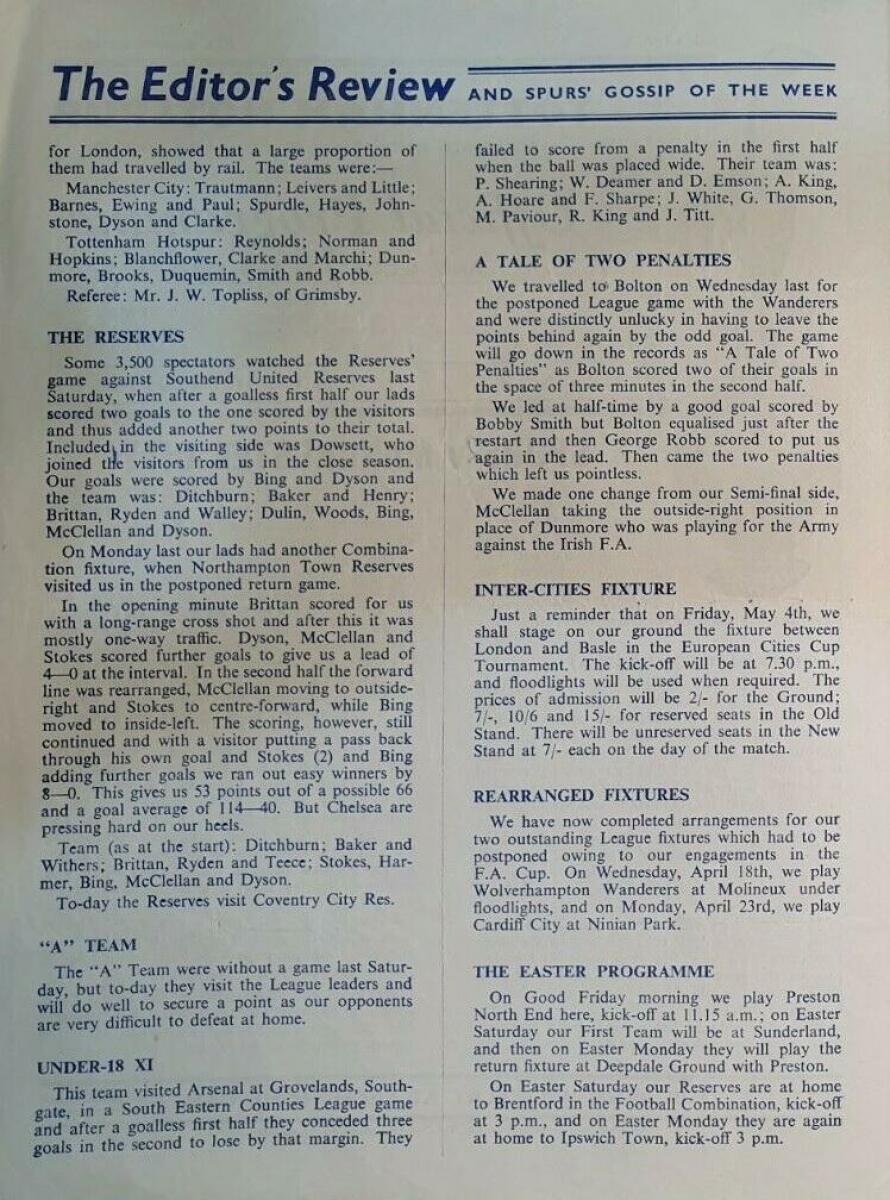 The Editor's Review AND SPURS' GOSSIP OF THE WEEK
for London, showed that a large proportion of
them had travelled by rail. The teams were:—
Manchester City: Trautmann; Leivers and Little;
Barnes, Ewing and Paul; Spurdle, Hayes, John-
stone, Dyson and Clarke.
Tottenham Hotspur: Reynolds; Norman and
Hopkins; Blanchflower, Clarke and Marchi; Dun-
more, Brooks, Duquemin, Smith and Robb.
Referee: Mr. J. W. Topliss, of Grimsby.
THE RESERVES
Some 3,500 spectators watched the Reserves'
game against Southend United Reserves last
Saturday, when after a goalless first half our lads
scored two goals to the one scored by the visitors
and thus added another two points to their total.
Included in the visiting side was Dowsett, who
joined the visitors from us in the close season.
Our goals were scored by Bing and Dyson and
the team was: Ditchburn; Baker and Henry;
Brittan, Ryden and Walley; Dulin, Woods, Bing,
McClellan and Dyson.
On Monday last our lads had another Combina-
tion fixture, when Northampton Town Reserves
visited us in the postponed return game.
In the opening minute Brittan scored for us
with a long-range cross shot and after this it was
mostly one-way traffic. Dyson, McClellan and
Stokes scored further goals to give us a lead of
4—0 at the interval. In the second half the forward
line was rearranged, McClellan moving to outside-
right and Stokes to centre-forward, while Bing
moved to inside-left. The scoring, however, still
continued and with a visitor putting a pass back
through his own goal and Stokes (2) and Bing
adding further goals we ran out easy winners by
8—0. This gives us 53 points out of a possible 66
and a goal average of 114—40. But Chelsea are
pressing hard on our heels.
Team (as at the start): Ditchburn; Baker and
Withers; Brittan, Ryden and Teece; Stokes, Har-
mer, Bing, McClellan and Dyson.
To-day the Reserves visit Coventry City Res.
"A" TEAM
The "A" Team were without a game last Satur-
day, but to-day they visit the League leaders and
will do well to secure a point as our opponents
are very difficult to defeat at home.
UNDER-18 XI
This team visited Arsenal at Grovelands, South-
gate, in a South Eastern Counties League game
and after a goalless first half they conceded three
goals in the second to lose by that margin. They
failed to score from a penalty in the first half
when the ball was placed wide. Their team was:
P. Shearing; W. Deamer and D. Emson; A. King,
A. Hoare and F. Sharpe; J. White, G. Thomson,
M. Paviour, R. King and J. Titt.
A TALE OF TWO PENALTIES
We travelled to Bolton on Wednesday last for
the postponed League game with the Wanderers
and were distinctly unlucky in having to leave the
points behind again by the odd goal. The game
will go down in the records as "A Tale of Two
Penalties" as Bolton scored two of their goals in
the space of three minutes in the second half.
We led at half-time by a good goal scored by
Bobby Smith but Bolton equalised just after the
restart and then George Robb scored to put us
again in the lead. Then came the two penalties
which left us pointless.
We made one change from our Semi-final side,
McClellan taking the outside-right position in
place of Dunmore who was playing for the Army
against the Irish F.A.
INTER-CITIES FIXTURE
Just a reminder that on Friday, May 4th, we
shall stage on our ground the fixture between
London and Basle in the European Cities Cup
Tournament. The kick-off will be at 7.30 p.m.,
and floodlights will be used when required. The
prices of admission will be 2/- for the Ground;
7/-, 10/6 and 15/- for reserved seats in the Old
Stand. There will be unreserved seats in the New
Stand at 7/- each on the day of the match.
REARRANGED FIXTURES
We have now completed arrangements for our
two outstanding League fixtures which had to be
postponed owing to our engagements in the
F.A. Cup. On Wednesday, April 18th, we play
Wolverhampton Wanderers at Molineux under
floodlights, and on Monday, April 23rd, we play
Cardiff City at Ninian Park.
THE EASTER PROGRAMME
On Good Friday morning we play Preston
North End here, kick-off at 11.15 a.m.; on Easter
Saturday our First Team will be at Sunderland,
and then on Easter Monday they will play the
return fixture at Deepdale Ground with Preston.
On Easter Saturday our Reserves are at home
to Brentford in the Football Combination, kick-off
at 3 p.m., and on Easter Monday they are again
at home to Ipswich Town, kick-off 3 p.m.